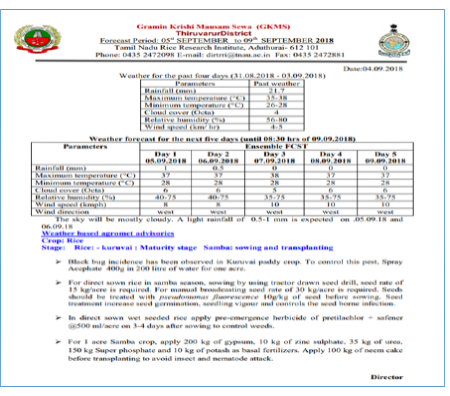 Gramin Krishi Mausam Sewa (GKMS)
ThiruvarurDistrict
Forecast Period: 05th SEPTEMBER to 09th SEPTEMBER 2018
Tamil Nadu Rice Research Institute, Aduthurai- 612 101
Phone: 0435 2472098 E-mail: dirtrri@tnau.ac.in Fax: 0435 2472881
Date:04.09.2018
Weather for the past four days (31.08.2018 - 03.09.2018)
Parameters Past weather
Rainfall (mm) 21.7
Maximum temperature (°C) 35-38
Minimum temperature (°C) 26-28
Cloud cover (Octa) 4
Relative humidity (%) 56-80
Wind speed (km/ hr) 4-5
Weather forecast for the next five days (until 08:30 hrs of 09.09.2018)
Parameters Ensemble FCST
Day 1 Day 2 Day 3 Day 4 Day 5
05.09.2018 06.09.2018 07.09.2018 08.09.2018 09.09.2018
Rainfall (mm) 0.5 0
Maximum temperature (°C) 37 37 38 37 37
Minimum temperature (°C) 28 28 28 28 28
Cloud cover (Octa) 6 6 6 6
Relative humidity (%) 40-75 40-75 35-75 35-75 35-75
Wind speed (kmph) 8 8 10 10 10
Wind direction west west west west west
The sky will be mostly cloudy. A light rainfall of 0.5-1 mm is expected on .05.09.18 and
06.09.18
Weather based agromet advisories
Crop: Rice
Stage: Rice: - kuruvai : Maturity stage Samba: sowing and transplanting
➢ Black bug incidence has been observed in Kuruvai paddy crop. To control this pest, Spray
Acephate 400g in 200 litre of water for one acre.
➢ For direct sown rice in samba season, sowing by using tractor drawn seed drill, seed rate of
15 kg/acre is required. For manual broadcasting seed rate of 30 kg/acre is required. Seeds
should be treated with pseudomonas fluorescence 10g/kg of seed before sowing. Seed
treatment increase seed germination, seedling vigour and controls the seed borne infection.
➢ In direct sown wet seeded rice apply pre-emergence herbicide of pretilachlor + safener
@500 ml/acre on 3-4 days after sowing to control weeds.
➢ For 1 acre Samba crop, apply 200 kg of gypsum, 10 kg of zinc sulphate, 35 kg of urea,
150 kg Super phosphate and 10 kg of potash as basal fertilizers. Apply 100 kg of neem cake
before transplanting to avoid insect and nematode attack.
Director